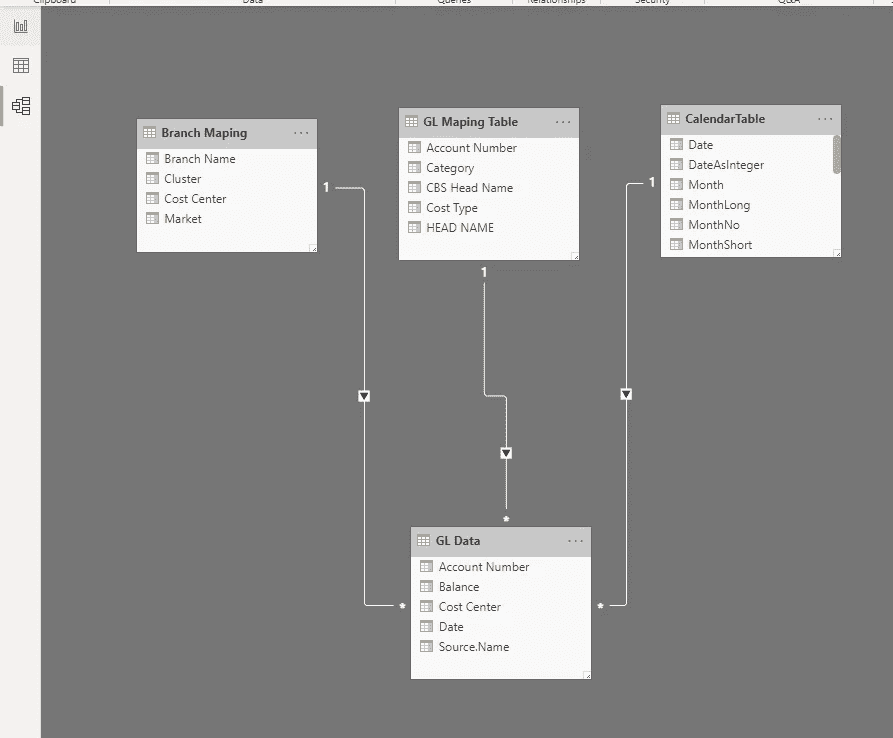 Clipboard
Data
Queries
Relationships
Security
Q&A
Branch Maping
Branch Name
Cluster
Cost Center
Market
GL Maping Table
Account Number
Category
CBS Head Name
Cost Type
HEAD NAME
CalendarTable
Date
DateAsInteger
Month
MonthLong
MonthNo
MonthShort
1
1
1
*
GL Data
Account Number
Balance
Cost Center
Date
Source.Name
*
*